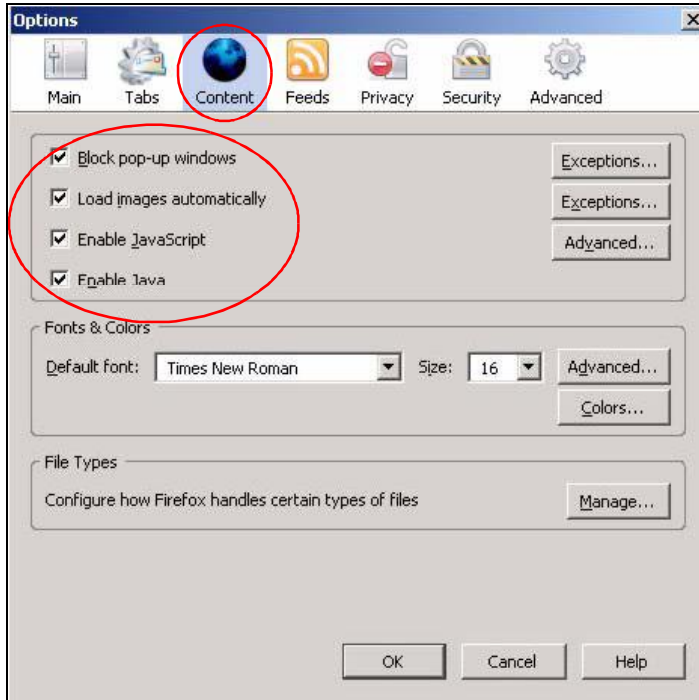 Options
Main Tabs Content Feeds Privacy Security Advanced
Block pop-up windows Exceptions...
Load images automatically Exceptions...
Enable JavaScript Advanced...
Enable Java
Fonts & Colors
Default font: Times New Roman Size: 16 Advanced...
Colors...
File Types
Configure how Firefox handles certain types of files Manage...
OK Cancel Help